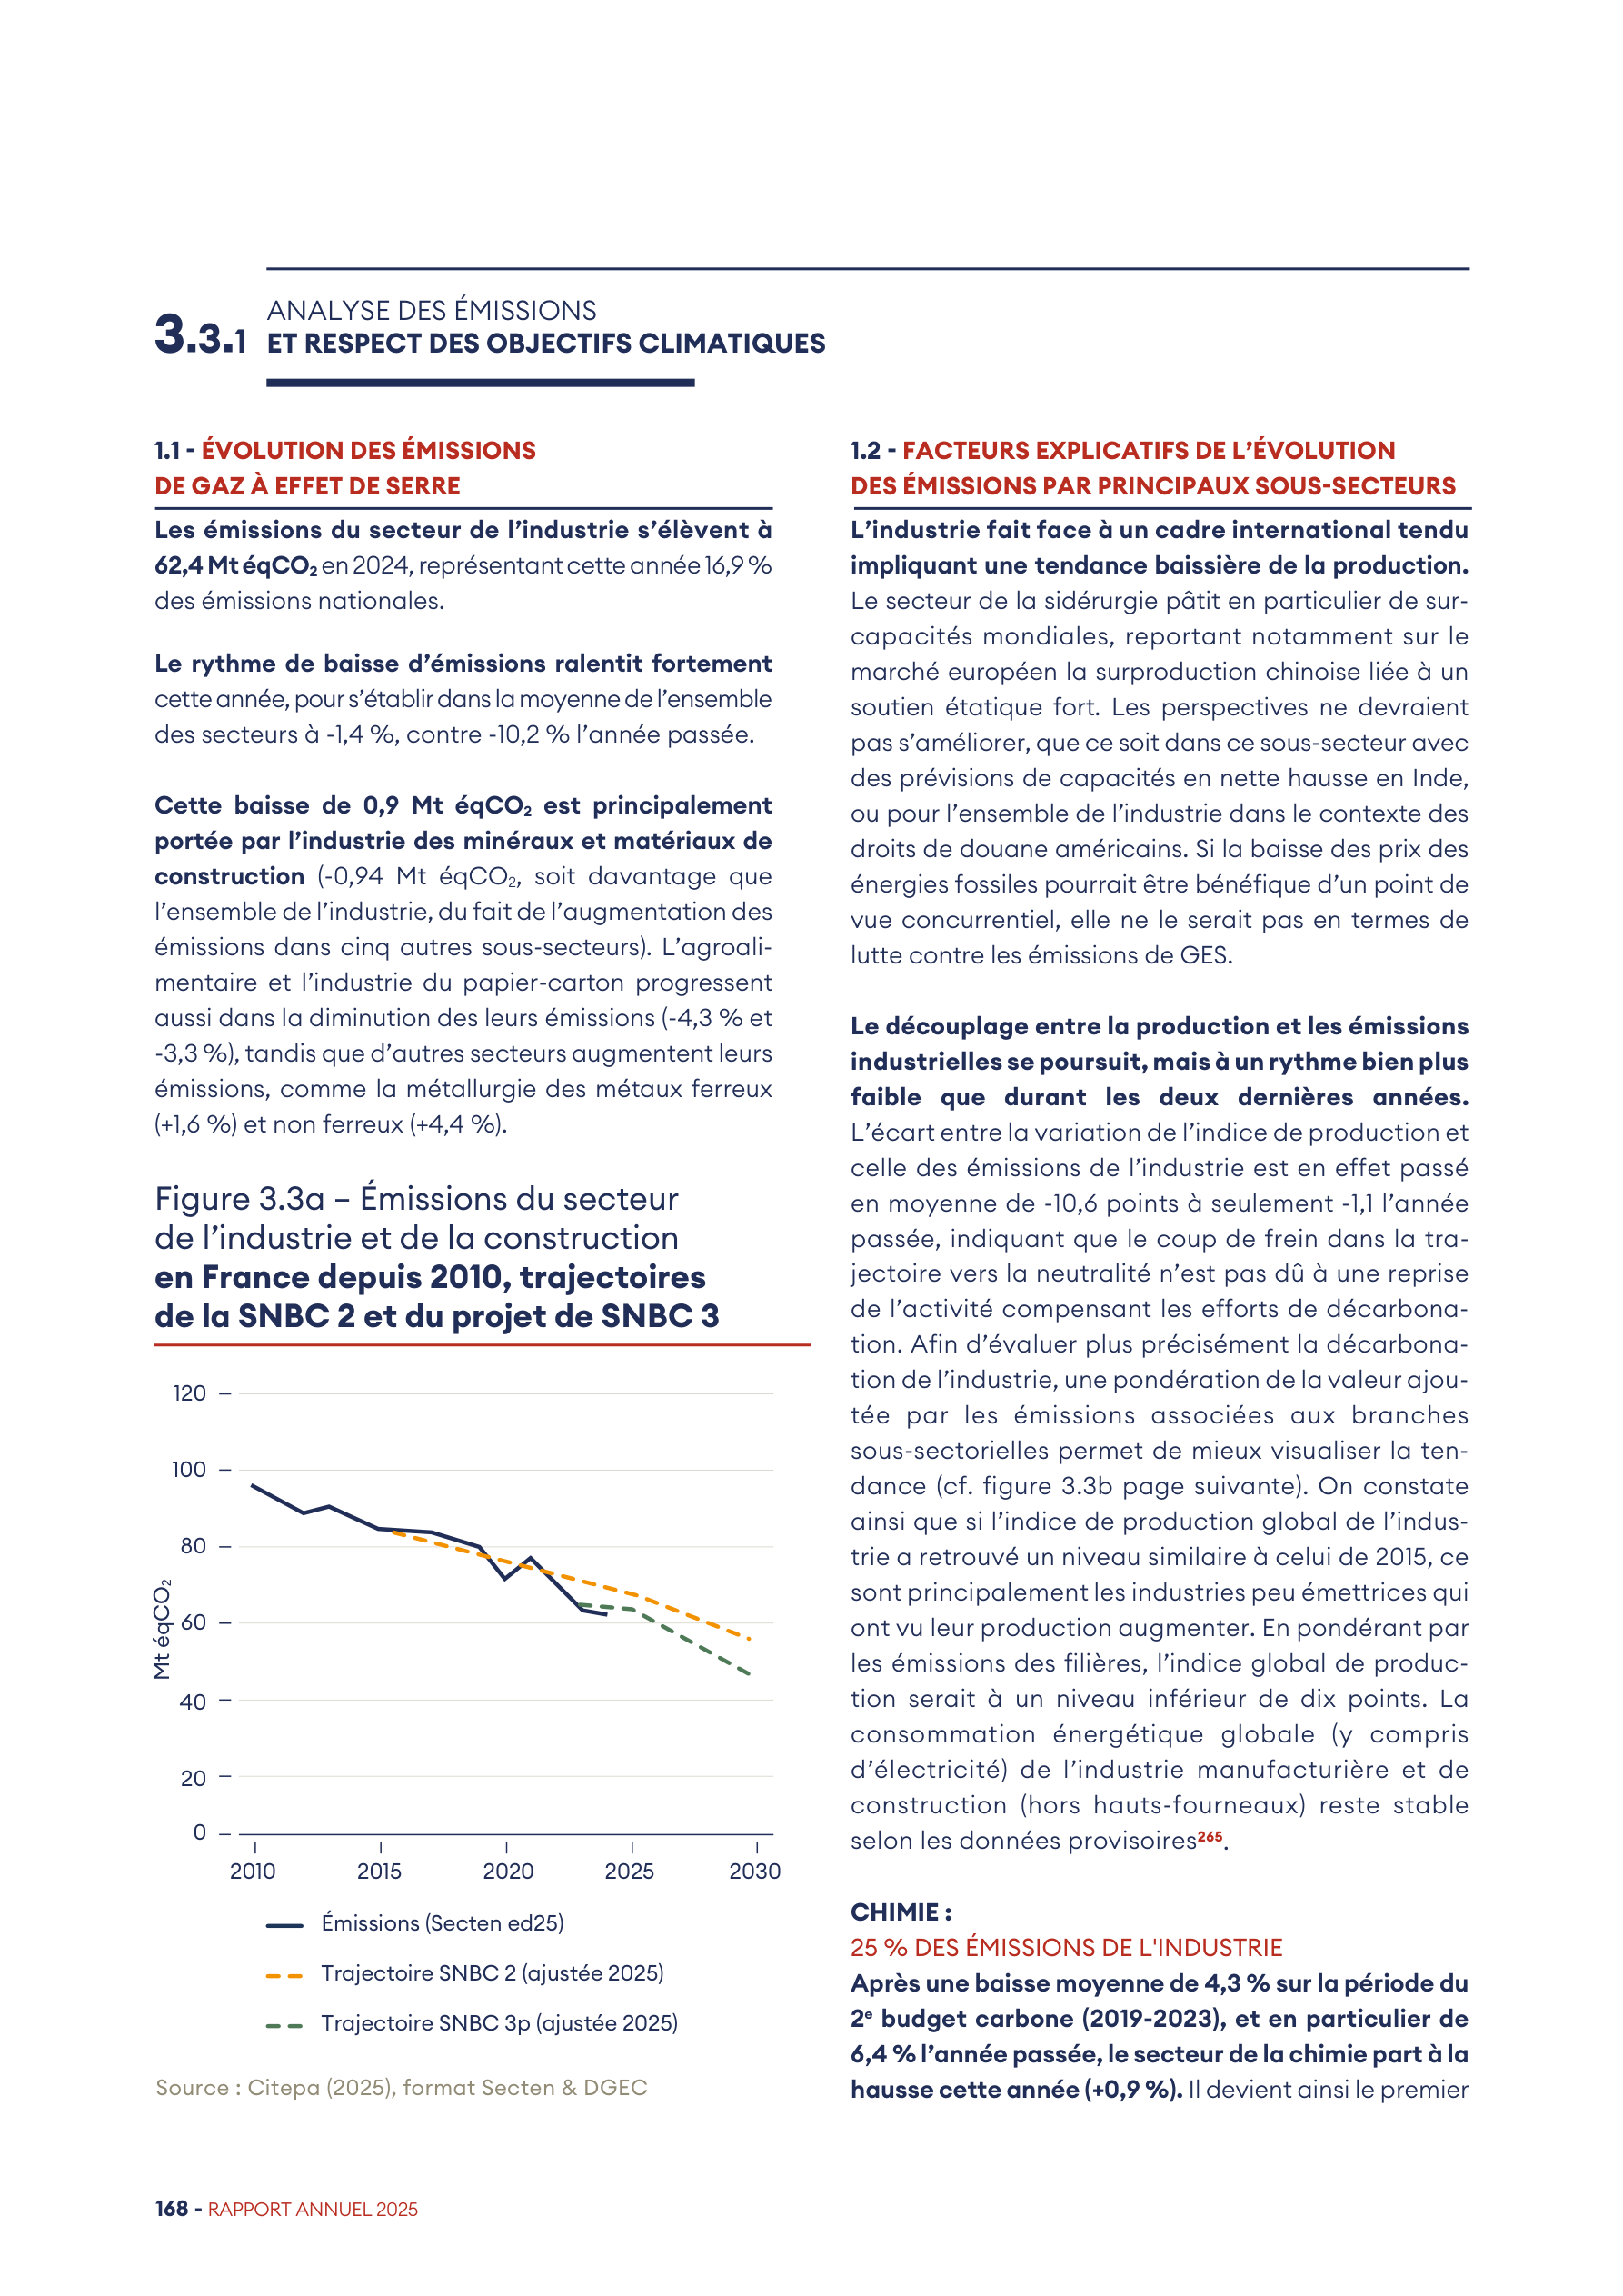 3.3.1
ANALYSE DES ÉMISSIONS
ET RESPECT DES OBJECTIFS CLIMATIQUES
1.1 - ÉVOLUTION DES ÉMISSIONS
DE GAZ À EFFET DE SERRE
Les émissions du secteur de l’industrie s’élèvent à
62,4 Mt éqCO₂ en 2024, représentant cette année 16,9 %
des émissions nationales.
Le rythme de baisse d’émissions ralentit fortement
cette année, pour s’établir dans la moyenne de l’ensemble
des secteurs à -1,4 %, contre -10,2 % l’année passée.
Cette baisse de 0,9 Mt éqCO₂ est principalement
portée par l’industrie des minéraux et matériaux de
construction (-0,94 Mt éqCO₂, soit davantage que
l’ensemble de l’industrie, du fait de l’augmentation des
émissions dans cinq autres sous-secteurs). L’agroali-
mentaire et l’industrie du papier-carton progressent
aussi dans la diminution des leurs émissions (-4,3 % et
-3,3 %), tandis que d’autres secteurs augmentent leurs
émissions, comme la métallurgie des métaux ferreux
(+1,6 %) et non ferreux (+4,4 %).
Figure 3.3a – Émissions du secteur
de l’industrie et de la construction
en France depuis 2010, trajectoires
de la SNBC 2 et du projet de SNBC 3
120
100
80
60
40
20
0
Mt éqCO₂
2010 2015 2020 2025 2030
Émissions (Secten ed25)
Trajectoire SNBC 2 (ajustée 2025)
Trajectoire SNBC 3p (ajustée 2025)
Source : Citepa (2025), format Secten & DGEC
1.2 - FACTEURS EXPLICATIFS DE L’ÉVOLUTION
DES ÉMISSIONS PAR PRINCIPAUX SOUS-SECTEURS
L’industrie fait face à un cadre international tendu
impliquant une tendance baissière de la production.
Le secteur de la sidérurgie pâtit en particulier de sur-
capacités mondiales, reportant notamment sur le
marché européen la surproduction chinoise liée à un
soutien étatique fort. Les perspectives ne devraient
pas s’améliorer, que ce soit dans ce sous-secteur avec
des prévisions de capacités en nette hausse en Inde,
ou pour l’ensemble de l’industrie dans le contexte des
droits de douane américains. Si la baisse des prix des
énergies fossiles pourrait être bénéfique d’un point de
vue concurrentiel, elle ne le serait pas en termes de
lutte contre les émissions de GES.
Le découplage entre la production et les émissions
industrielles se poursuit, mais à un rythme bien plus
faible que durant les deux dernières années.
L’écart entre la variation de l’indice de production et
celle des émissions de l’industrie est en effet passé
en moyenne de -10,6 points à seulement -1,1 l’année
passée, indiquant que le coup de frein dans la tra-
jectoire vers la neutralité n’est pas dû à une reprise
de l’activité compensant les efforts de décarbona-
tion. Afin d’évaluer plus précisément la décarbona-
tion de l’industrie, une pondération de la valeur ajou-
tée par les émissions associées aux branches
sous-sectorielles permet de mieux visualiser la ten-
dance (cf. figure 3.3b page suivante). On constate
ainsi que si l’indice de production global de l’indus-
trie a retrouvé un niveau similaire à celui de 2015, ce
sont principalement les industries peu émettrices qui
ont vu leur production augmenter. En pondérant par
les émissions des filières, l’indice global de produc-
tion serait à un niveau inférieur de dix points. La
consommation énergétique globale (y compris
d’électricité) de l’industrie manufacturière et de
construction (hors hauts-fourneaux) reste stable
selon les données provisoires²⁶⁵.
CHIMIE :
25 % DES ÉMISSIONS DE L'INDUSTRIE
Après une baisse moyenne de 4,3 % sur la période du
2ᵉ budget carbone (2019-2023), et en particulier de
6,4 % l’année passée, le secteur de la chimie part à la
hausse cette année (+0,9 %). Il devient ainsi le premier
168 - RAPPORT ANNUEL 2025